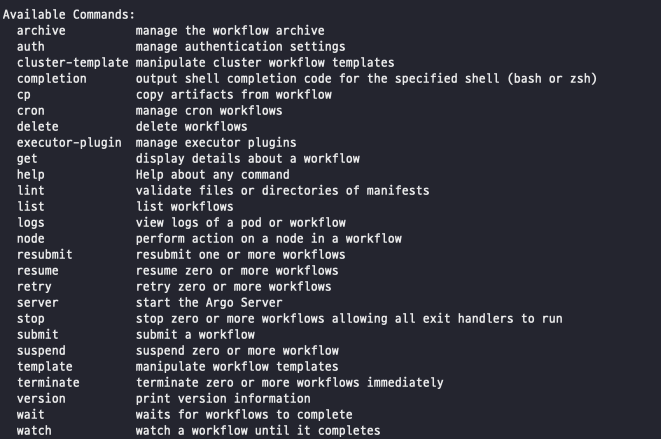 Available Commands:
  archive          manage the workflow archive
  auth             manage authentication settings
  cluster-template manipulate cluster workflow templates
  completion       output shell completion code for the specified shell (bash or zsh)
  cp               copy artifacts from workflow
  cron             manage cron workflows
  delete           delete workflows
  executor-plugin  manage executor plugins
  get              display details about a workflow
  help             Help about any command
  lint             validate files or directories of manifests
  list             list workflows
  logs             view logs of a pod or workflow
  node             perform action on a node in a workflow
  resubmit         resubmit one or more workflows
  resume           resume zero or more workflows
  retry            retry zero or more workflows
  server           start the Argo Server
  stop             stop zero or more workflows allowing all exit handlers to run
  submit           submit a workflow
  suspend          suspend zero or more workflow
  template         manipulate workflow templates
  terminate        terminate zero or more workflows immediately
  version          print version information
  wait             waits for workflows to complete
  watch            watch a workflow until it completes